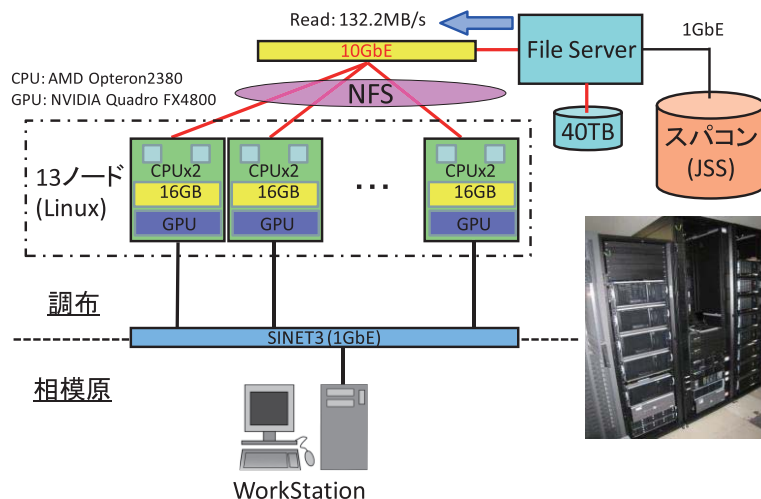 Read: 132.2MB/s
10GbE
File Server
1GbE
CPU: AMD Opteron2380
GPU: NVIDIA Quadro FX4800
NFS
40TB
スパコン
(JSS)
13ノード
(Linux)
CPUx2
16GB
GPU
CPUx2
16GB
GPU
...
CPUx2
16GB
GPU
調布
SINET3 (1GbE)
相模原
WorkStation